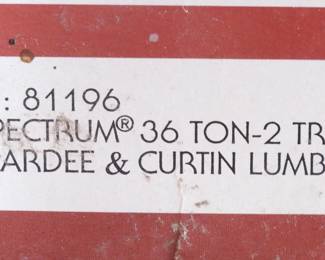 : 81196
PECTRUM® 36 TON-2 TR
ARDEE & CURTIN LUMB